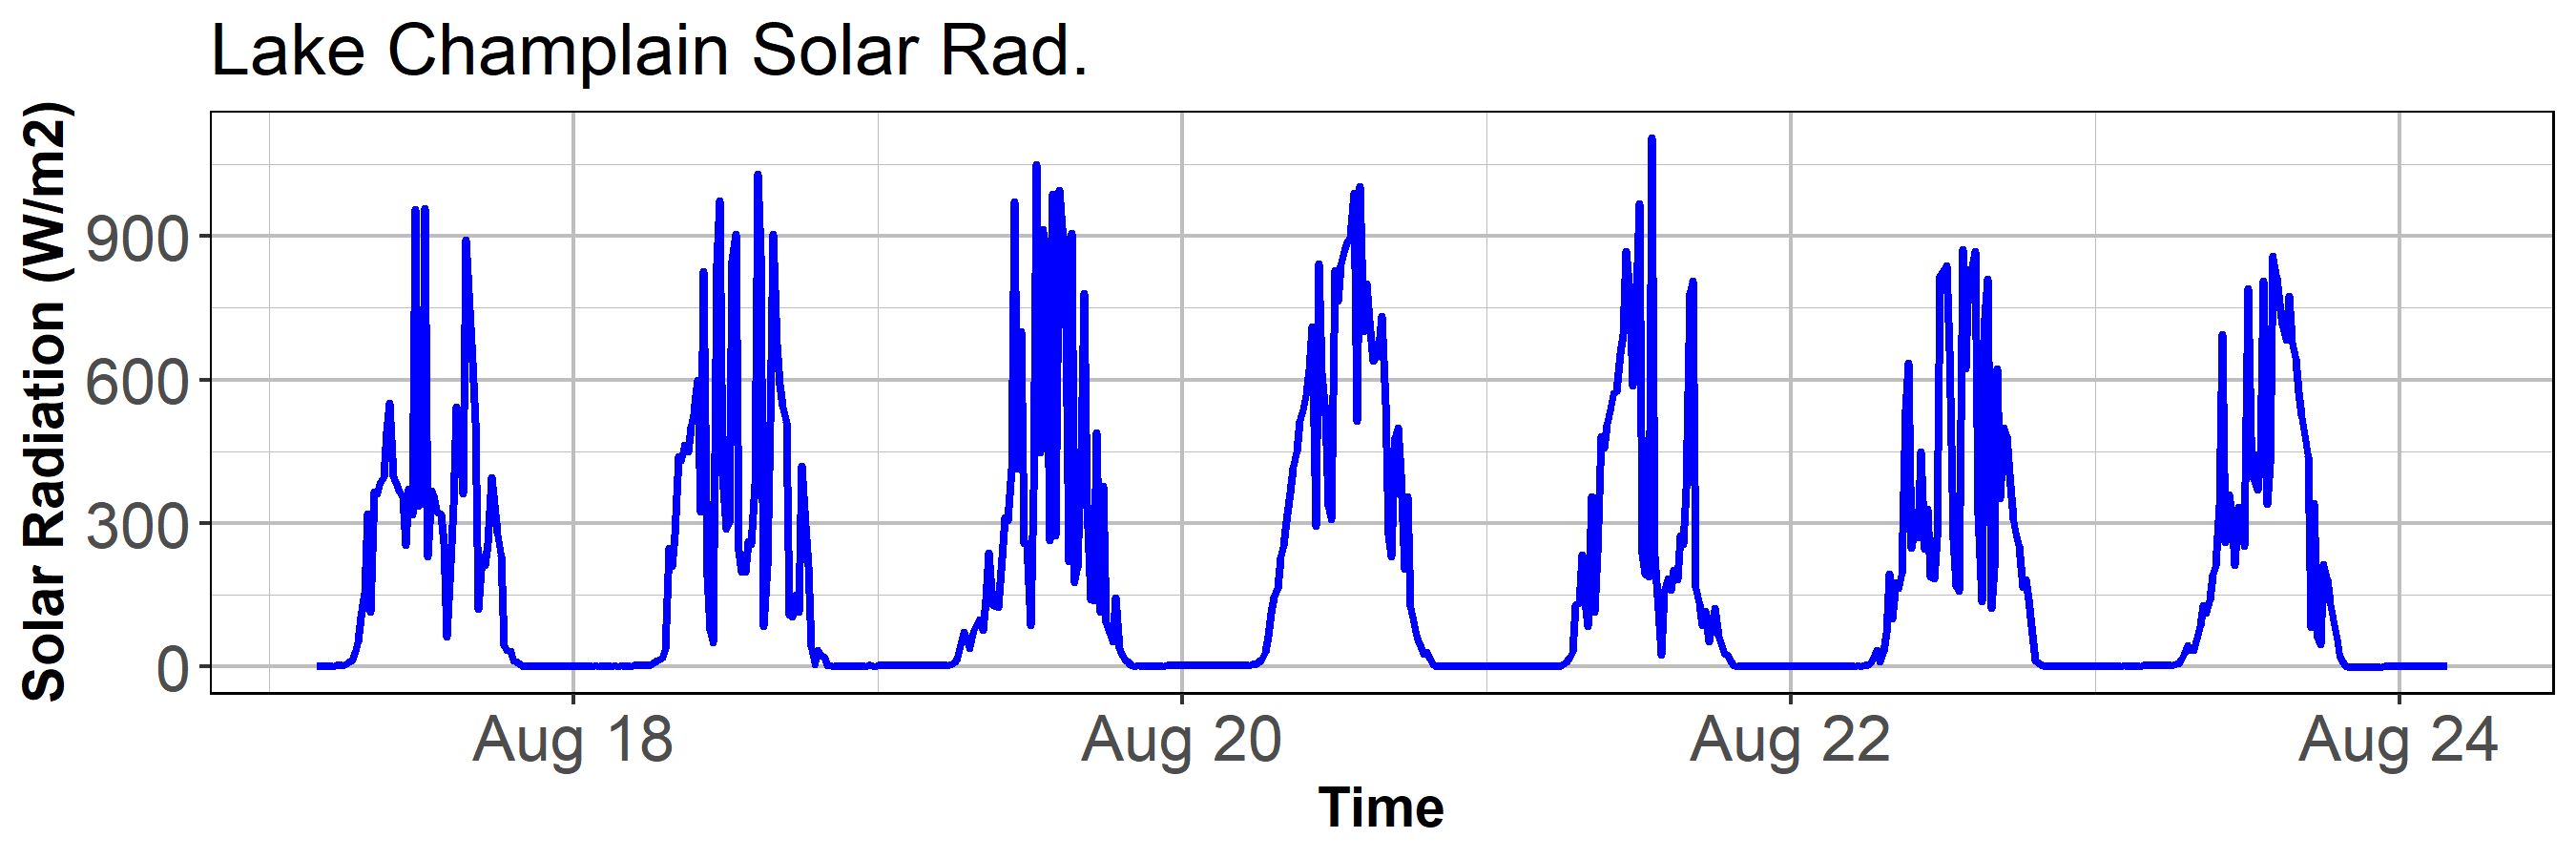 Lake Champlain Solar Rad.
Solar Radiation (W/m2)
900
600
300
0
Aug 18 Aug 20 Aug 22 Aug 24
Time